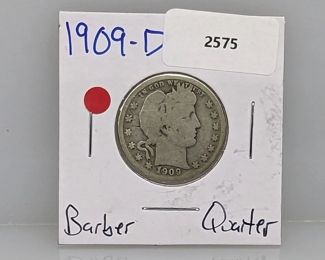 1909-D
2575
IN GOD WE TRUST
1909
Barber Quarter